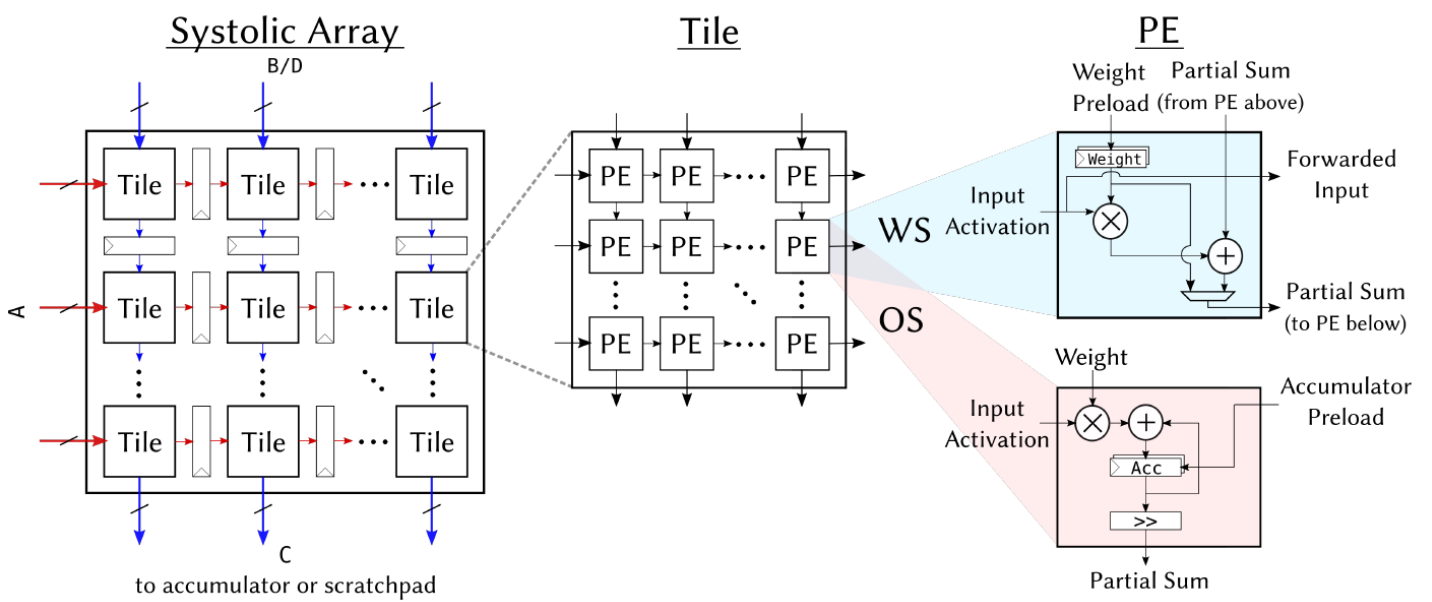 Systolic Array
B/D
Tile Tile Tile
Tile Tile Tile
Tile Tile Tile
A
C
to accumulator or scratchpad
Tile
PE PE PE
PE PE PE
PE PE PE
WS
OS
PE
Weight
Preload
Partial Sum
(from PE above)
Weight
Input
Activation
Forwarded
Input
Partial Sum
(to PE below)
Weight
Input
Activation
Accumulator
Preload
Acc
>>
Partial Sum